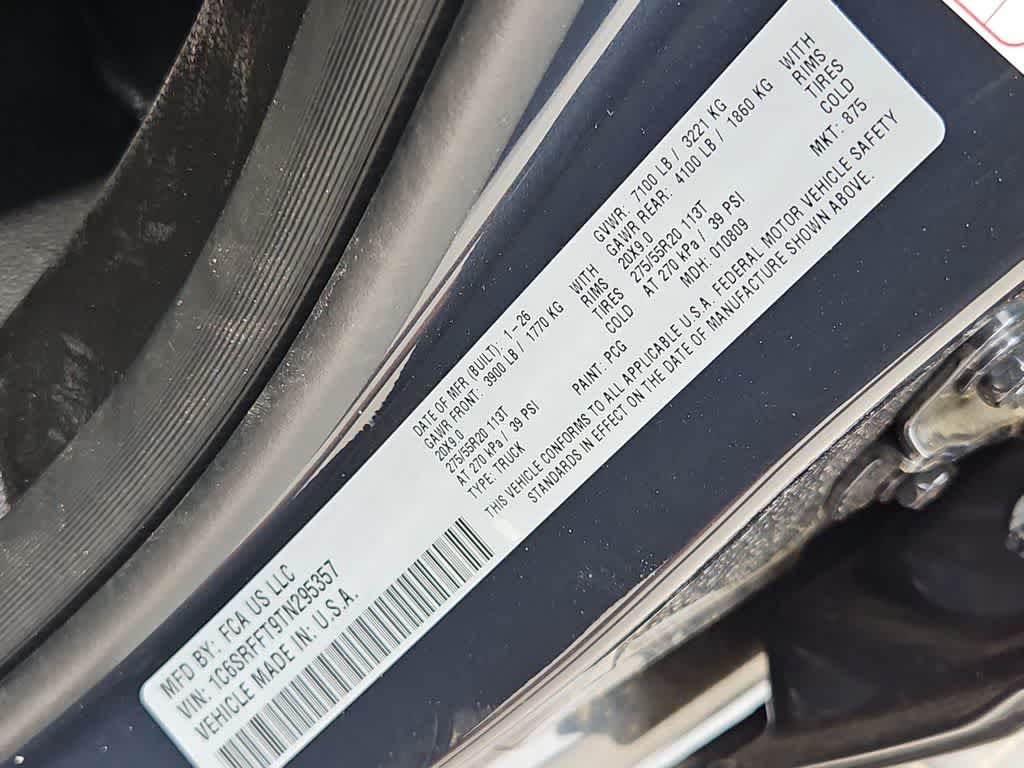 MFD BY: FCA US LLC
VIN: 1C6SRFFT9TN295357
VEHICLE MADE IN: U.S.A.
DATE OF MFR (BUILT): 1-26
GAWR FRONT: 3900 LB / 1770 KG WITH
20X9.0 RIMS
275/55R20 113T TIRES
AT 270 kPa / 39 PSI COLD
TYPE: TRUCK PAINT: PCG
GVWR: 7100 LB / 3221 KG
GAWR REAR: 4100 LB / 1860 KG WITH
20X9.0 RIMS
275/55R20 113T TIRES
AT 270 kPa / 39 PSI COLD
MDH: 010809 MKT: 875
THIS VEHICLE CONFORMS TO ALL APPLICABLE U.S.A. FEDERAL MOTOR VEHICLE SAFETY
STANDARDS IN EFFECT ON THE DATE OF MANUFACTURE SHOWN ABOVE.